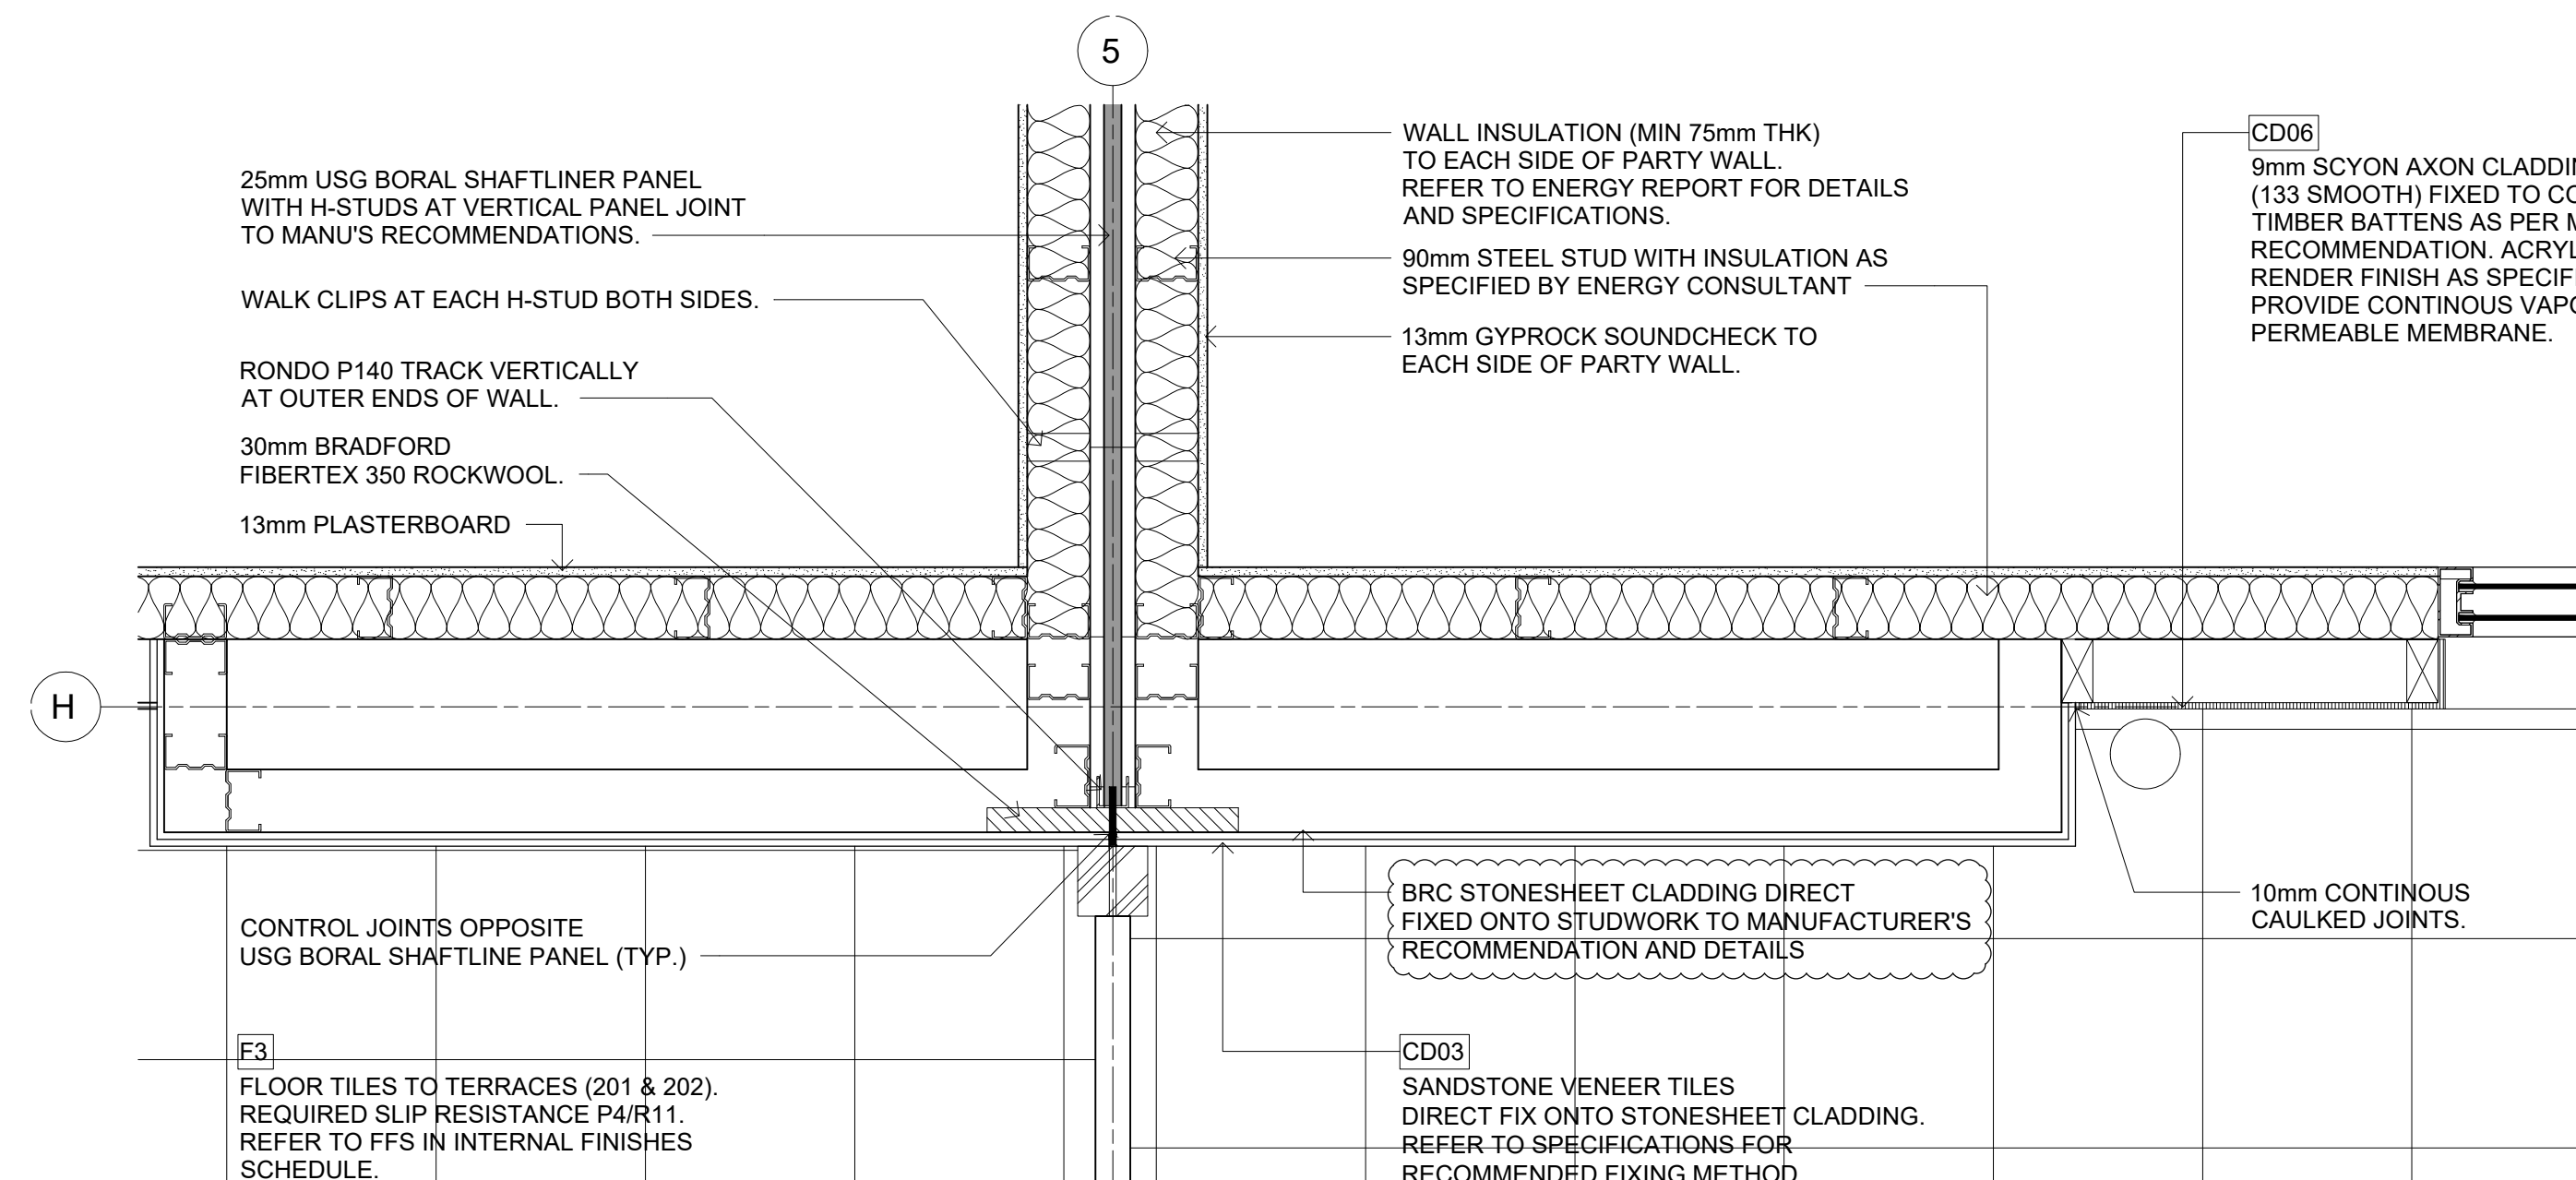 5
25mm USG BORAL SHAFTLINER PANEL
WITH H-STUDS AT VERTICAL PANEL JOINT
TO MANU'S RECOMMENDATIONS.
WALK CLIPS AT EACH H-STUD BOTH SIDES.
RONDO P140 TRACK VERTICALLY
AT OUTER ENDS OF WALL.
30mm BRADFORD
FIBERTEX 350 ROCKWOOL.
13mm PLASTERBOARD
WALL INSULATION (MIN 75mm THK)
TO EACH SIDE OF PARTY WALL.
REFER TO ENERGY REPORT FOR DETAILS
AND SPECIFICATIONS.
90mm STEEL STUD WITH INSULATION AS
SPECIFIED BY ENERGY CONSULTANT
13mm GYPROCK SOUNDCHECK TO
EACH SIDE OF PARTY WALL.
CD06
9mm SCYON AXON
(133 SMOOTH) FIXED TO
TIMBER BATTENS AS PER
RECOMMENDATION.
RENDER FINISH AS
PROVIDE CONTINOUS
PERMEABLE MEMBRANE.
H
CONTROL JOINTS OPPOSITE
USG BORAL SHAFTLINE PANEL (TYP.)
BRC STONESHEET CLADDING DIRECT
FIXED ONTO STUDWORK TO MANUFACTURER'S
RECOMMENDATION AND DETAILS
10mm CONTINOUS
CAULKED JOINTS.
F3
FLOOR TILES TO TERRACES (201 & 202).
REQUIRED SLIP RESISTANCE P4/R11.
REFER TO FFS IN INTERNAL FINISHES
SCHEDULE.
CD03
SANDSTONE VENEER TILES
DIRECT FIX ONTO STONESHEET CLADDING.
REFER TO SPECIFICATIONS FOR
RECOMMENDED FIXING METHOD